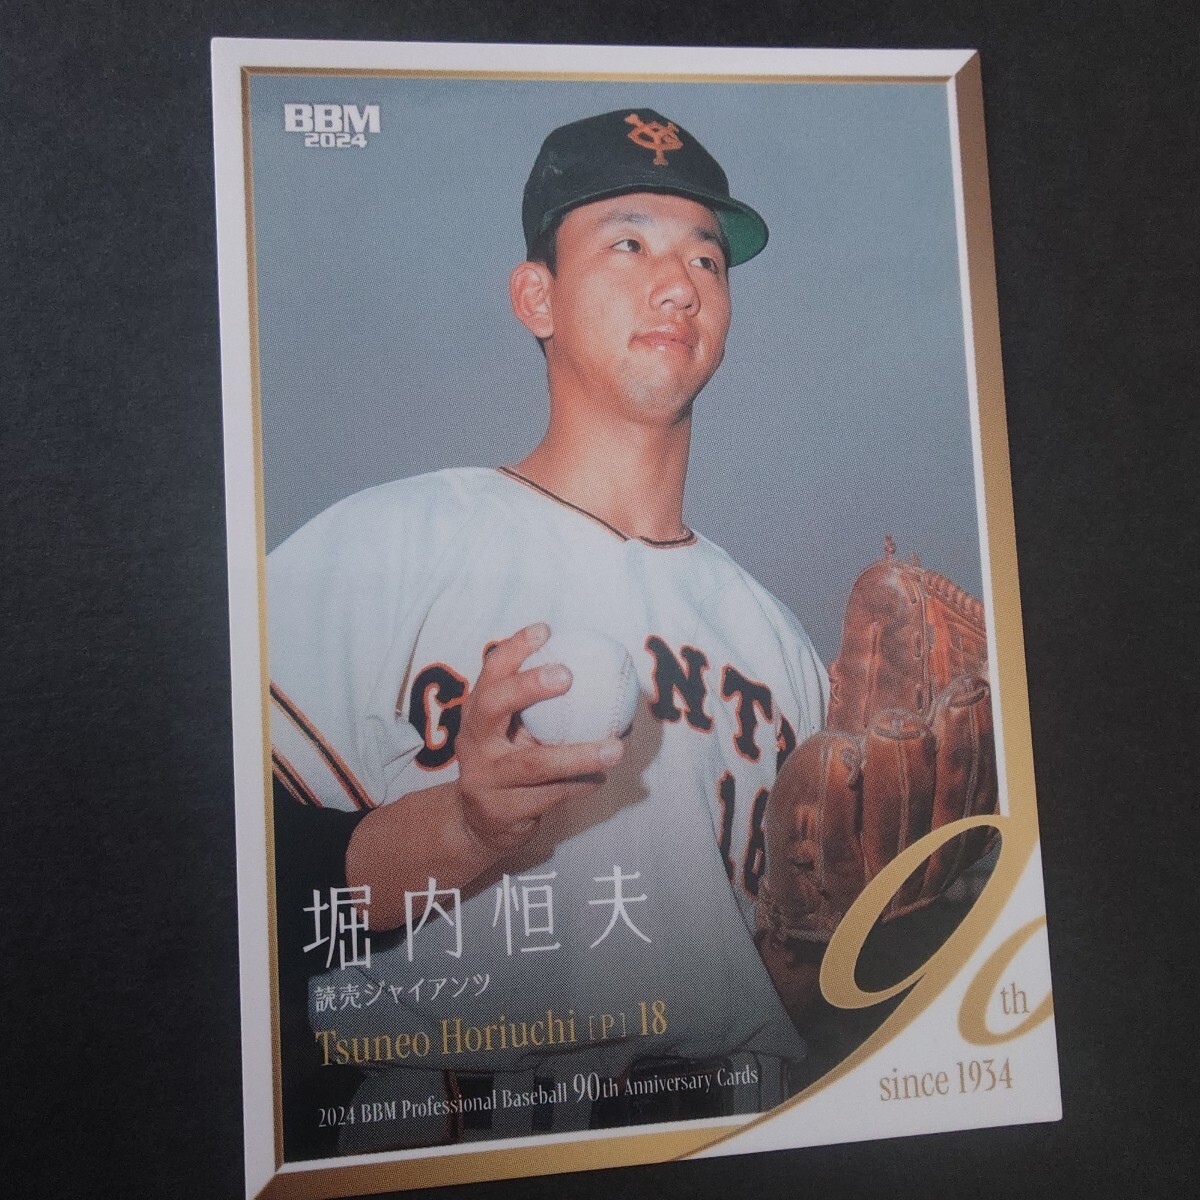 BBM
2024
G NT
16
堀内恒夫
読売ジャイアンツ
Tsuneo Horiuchi [P] 18
2024 BBM Professional Baseball 90th Anniversary Cards
90th
since 1934